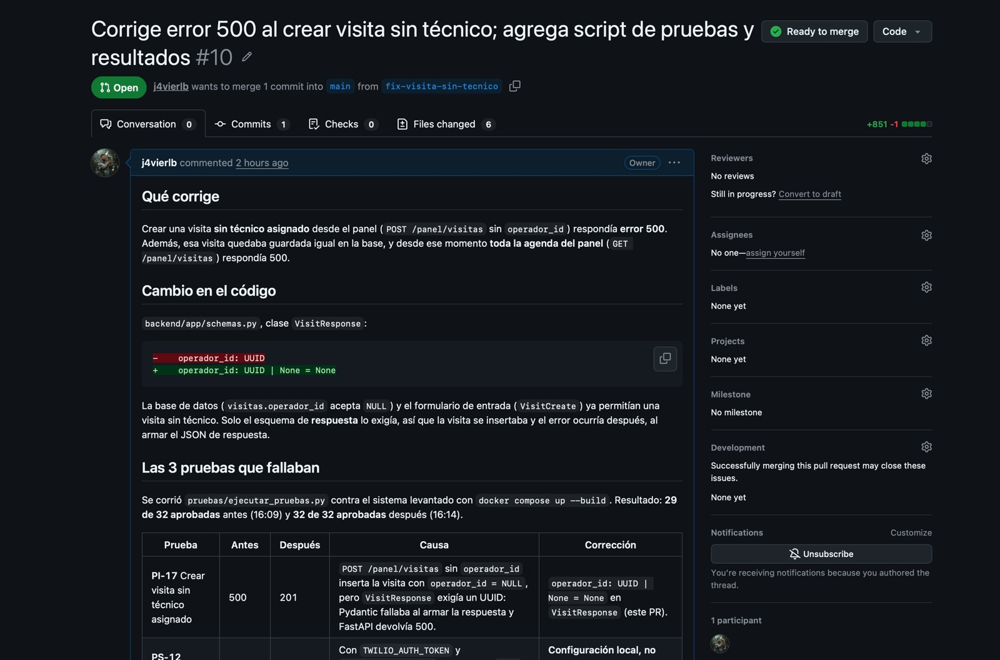 Corrige error 500 al crear visita sin técnico; agrega script de pruebas y
resultados #10
Ready to merge
Code
Open
j4vierlb wants to merge 1 commit into main from fix-visita-sin-tecnico
Conversation 0
Commits 1
Checks 0
Files changed 6
+851 -1
j4vierlb commented 2 hours ago
Owner
Qué corrige
Crear una visita sin técnico asignado desde el panel ( POST /panel/visitas sin operador_id ) respondía error 500.
Además, esa visita quedaba guardada igual en la base, y desde ese momento toda la agenda del panel ( GET
/panel/visitas ) respondía 500.
Cambio en el código
backend/app/schemas.py , clase VisitResponse :
- operador_id: UUID
+ operador_id: UUID | None = None
La base de datos ( visitas.operador_id acepta NULL ) y el formulario de entrada ( VisitCreate ) ya permitían una
visita sin técnico. Solo el esquema de respuesta lo exigía, así que la visita se insertaba y el error ocurría después, al
armar el JSON de respuesta.
Las 3 pruebas que fallaban
Se corrió pruebas/ejecutar_pruebas.py contra el sistema levantado con docker compose up --build . Resultado: 29
de 32 aprobadas antes (16:09) y 32 de 32 aprobadas después (16:14).
Prueba Antes Después Causa Corrección
PI-17 Crear
visita sin
técnico
asignado
500
201
POST /panel/visitas sin operador_id
inserta la visita con operador_id = NULL ,
pero VisitResponse exigía un UUID:
Pydantic fallaba al armar la respuesta y
FastAPI devolvía 500.
operador_id: UUID |
None = None en
VisitResponse (este PR).
PS-12
Con TWILIO_AUTH_TOKEN y
Configuración local, no
Reviewers
No reviews
Still in progress? Convert to draft
Assignees
No one—assign yourself
Labels
None yet
Projects
None yet
Milestone
No milestone
Development
Successfully merging this pull request may close these
issues.
None yet
Notifications
Customize
Unsubscribe
You're receiving notifications because you authored the
thread.
1 participant